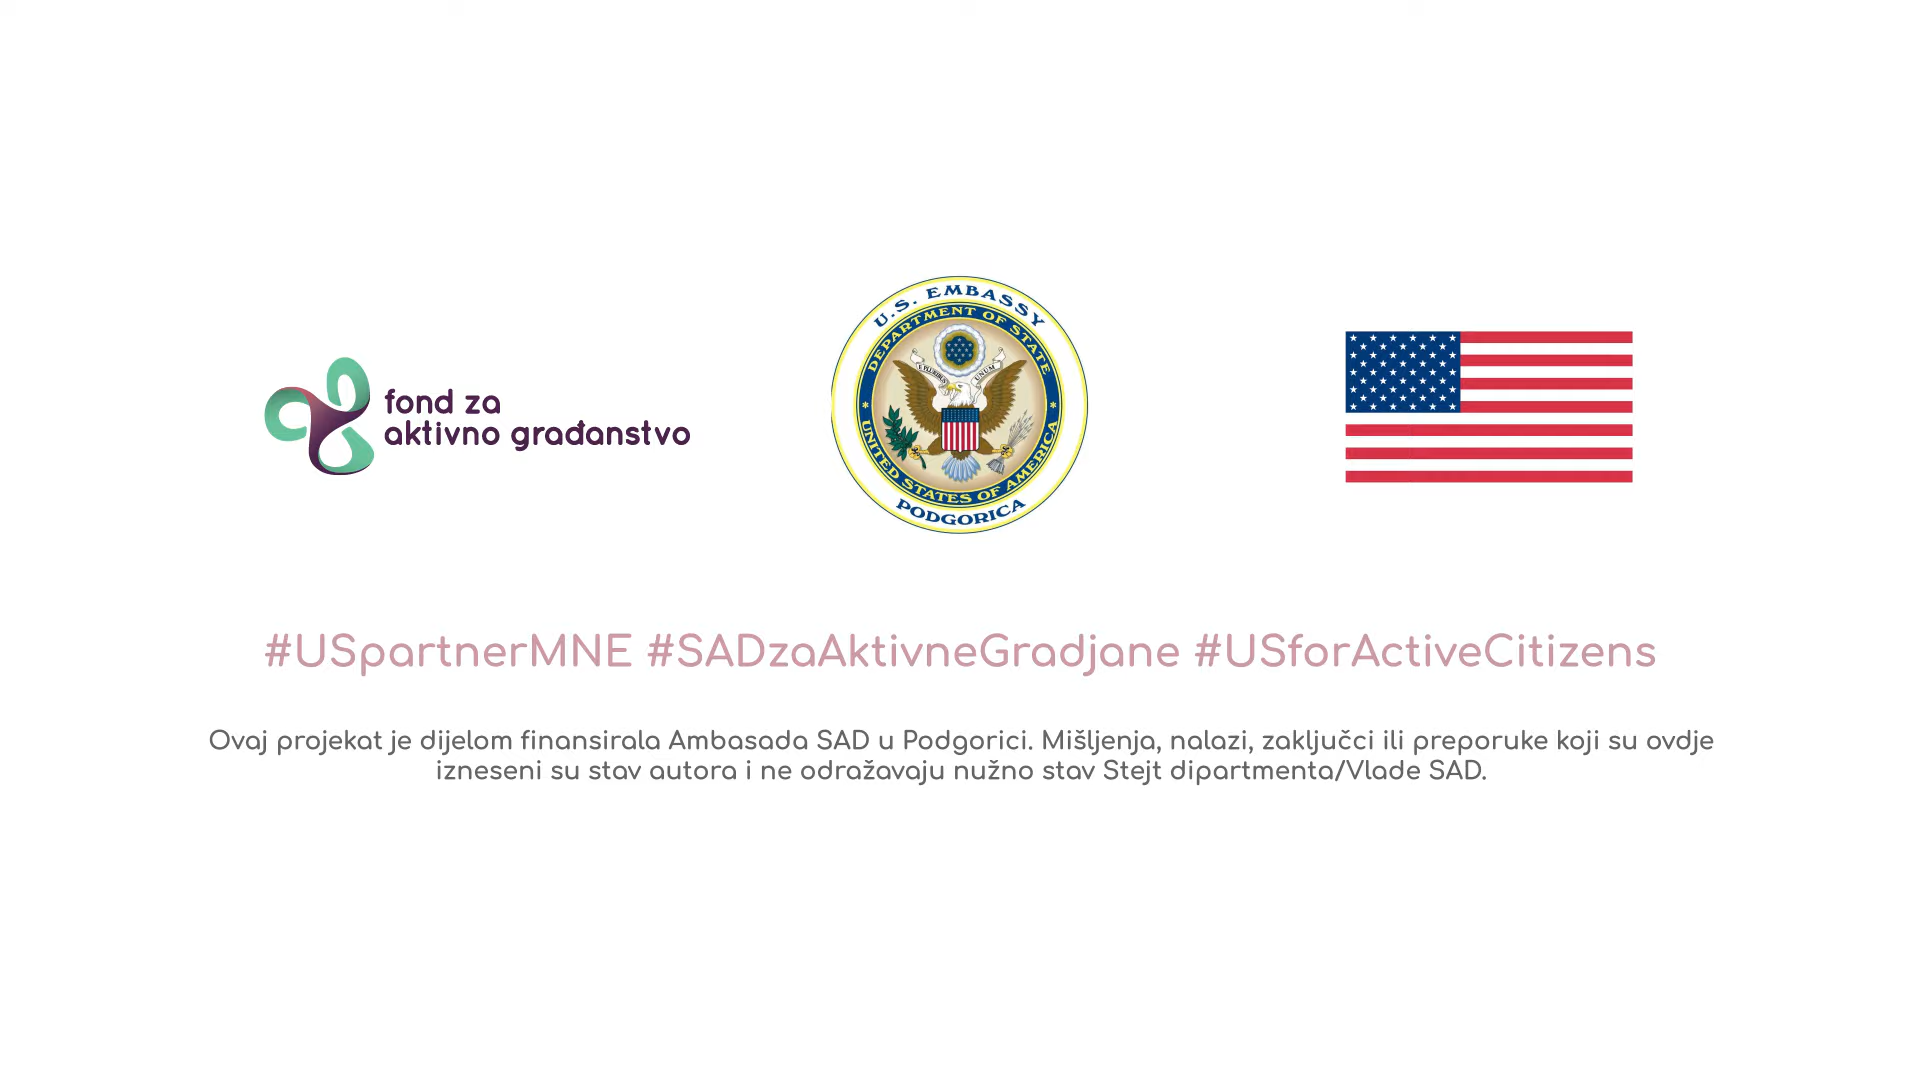 fond za
aktivno građanstvo
U.S. EMBASSY
DEPARTMENT OF STATE
E PLURIBUS UNUM
UNITED STATES OF AMERICA
PODGORICA
#USpartnerMNE #SADzaAktivneGradjane #USforActiveCitizens
Ovaj projekat je dijelom finansirala Ambasada SAD u Podgorici. Mišljenja, nalazi, zaključci ili preporuke koji su ovdje
izneseni su stav autora i ne odražavaju nužno stav Stejt dipartmenta/Vlade SAD.